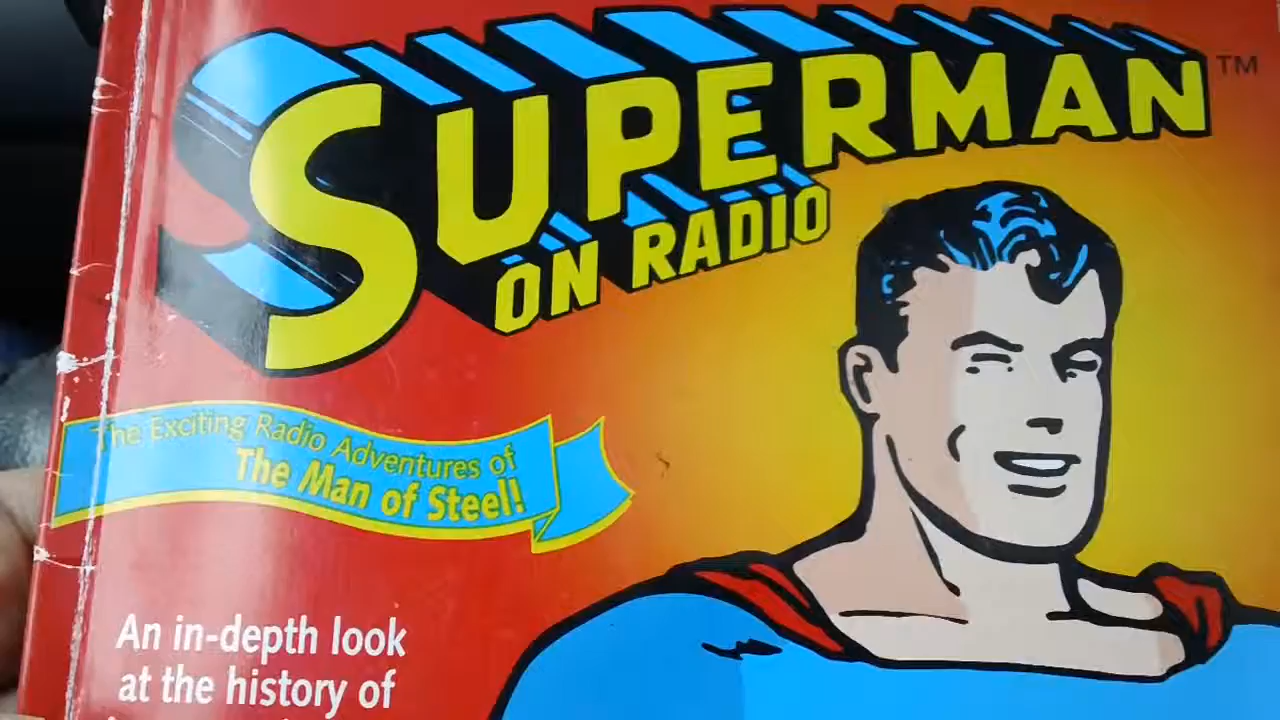 SUPERMAN™
ON RADIO
The Exciting Radio Adventures of
The Man of Steel!
An in-depth look
at the history of